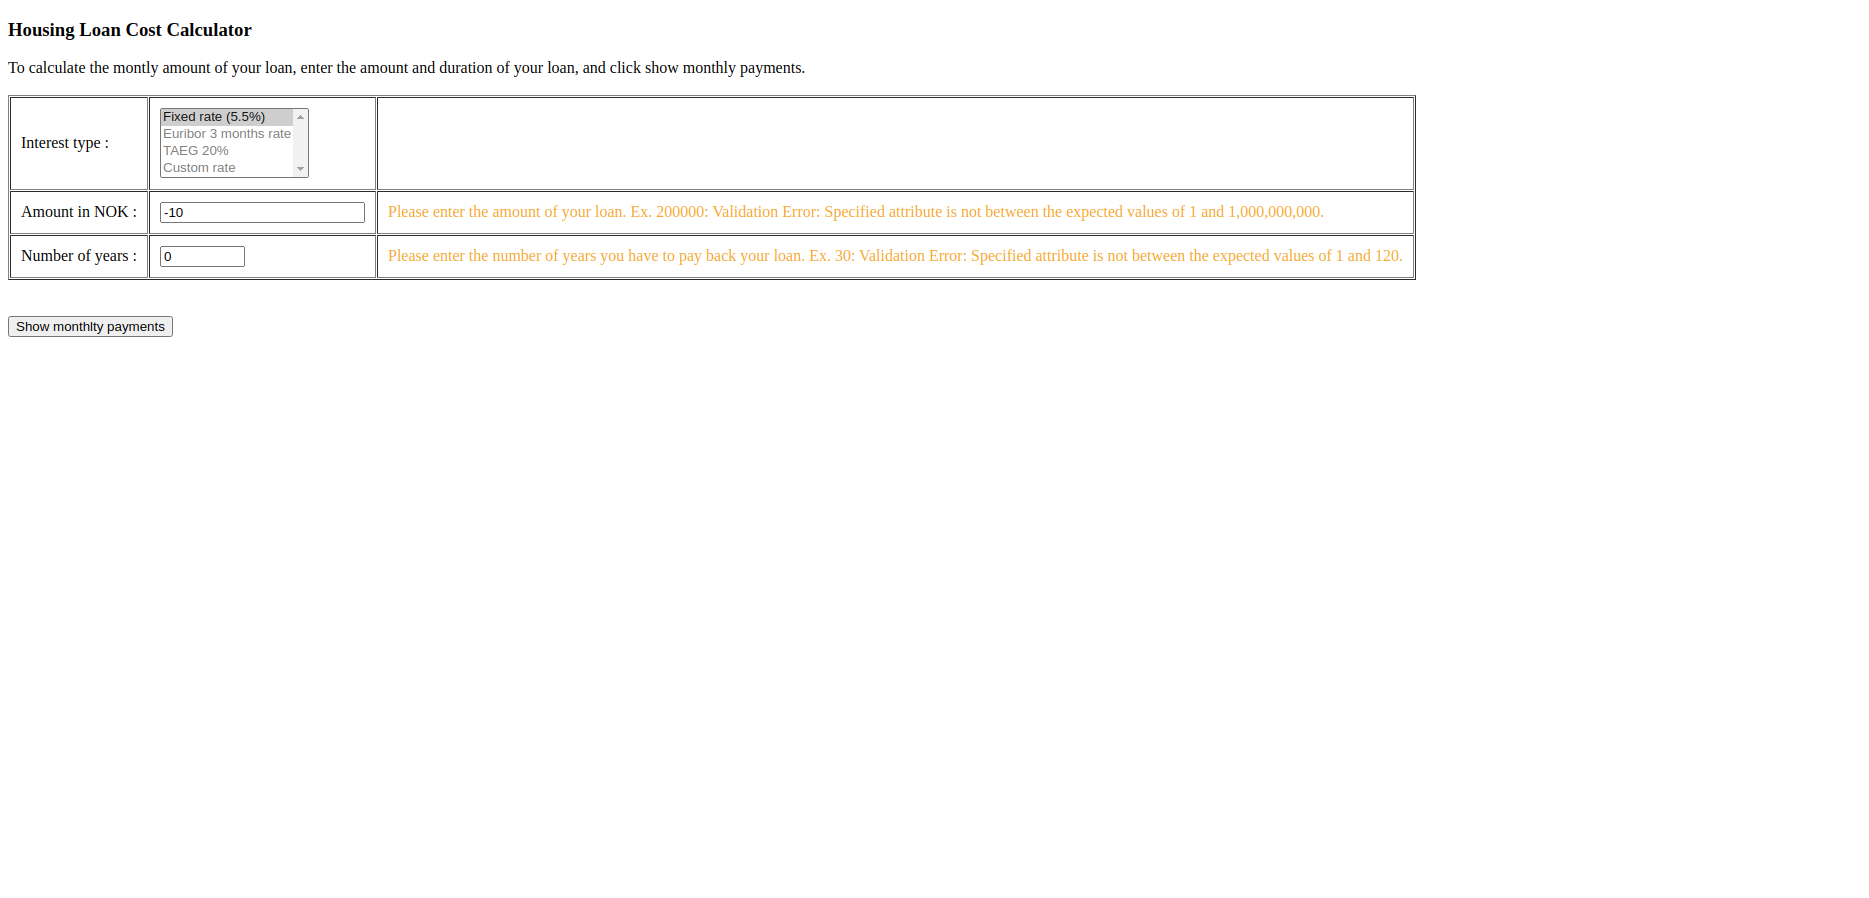 Housing Loan Cost Calculator
To calculate the montly amount of your loan, enter the amount and duration of your loan, and click show monthly payments.
Interest type :
Fixed rate (5.5%)
Euribor 3 months rate
TAEG 20%
Custom rate
Amount in NOK :
-10
Please enter the amount of your loan. Ex. 200000: Validation Error: Specified attribute is not between the expected values of 1 and 1,000,000,000.
Number of years :
0
Please enter the number of years you have to pay back your loan. Ex. 30: Validation Error: Specified attribute is not between the expected values of 1 and 120.
Show monthlty payments